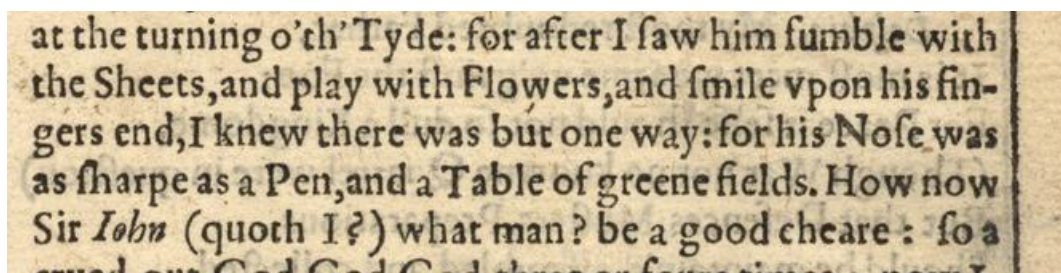 at the turning o'th'Tyde: for after I ſaw him fumble with
the Sheets,and play with Flowers,and ſmile vpon his fin-
gers end,I knew there was but one way: for his Noſe was
as ſharpe as a Pen,and a Table of greene fields. How now
Sir Iohn (quoth I?) what man? be a good cheare : ſo a